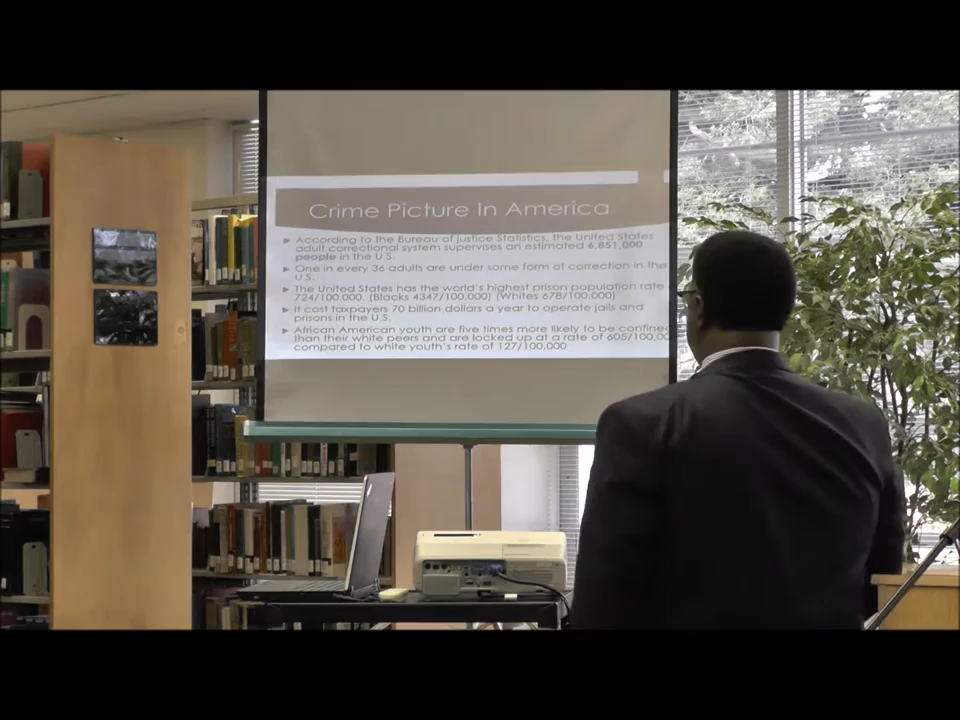 Crime Picture In America
According to the Bureau of Justice Statistics, the United States
adult correctional system supervises an estimated 6,851,000
people in the U.S.
One in every 36 adults are under some form of correction in the
U.S.
The United States has the world's highest prison population rate
724/100,000. (Blacks 4347/100,000) (Whites 678/100,000)
If cost taxpayers 70 billion dollars a year to operate jails and
prisons in the U.S.
African American youth are five times more likely to be confined
than their white peers and are locked up at a rate of 605/100,00
compared to white youth's rate of 127/100,000